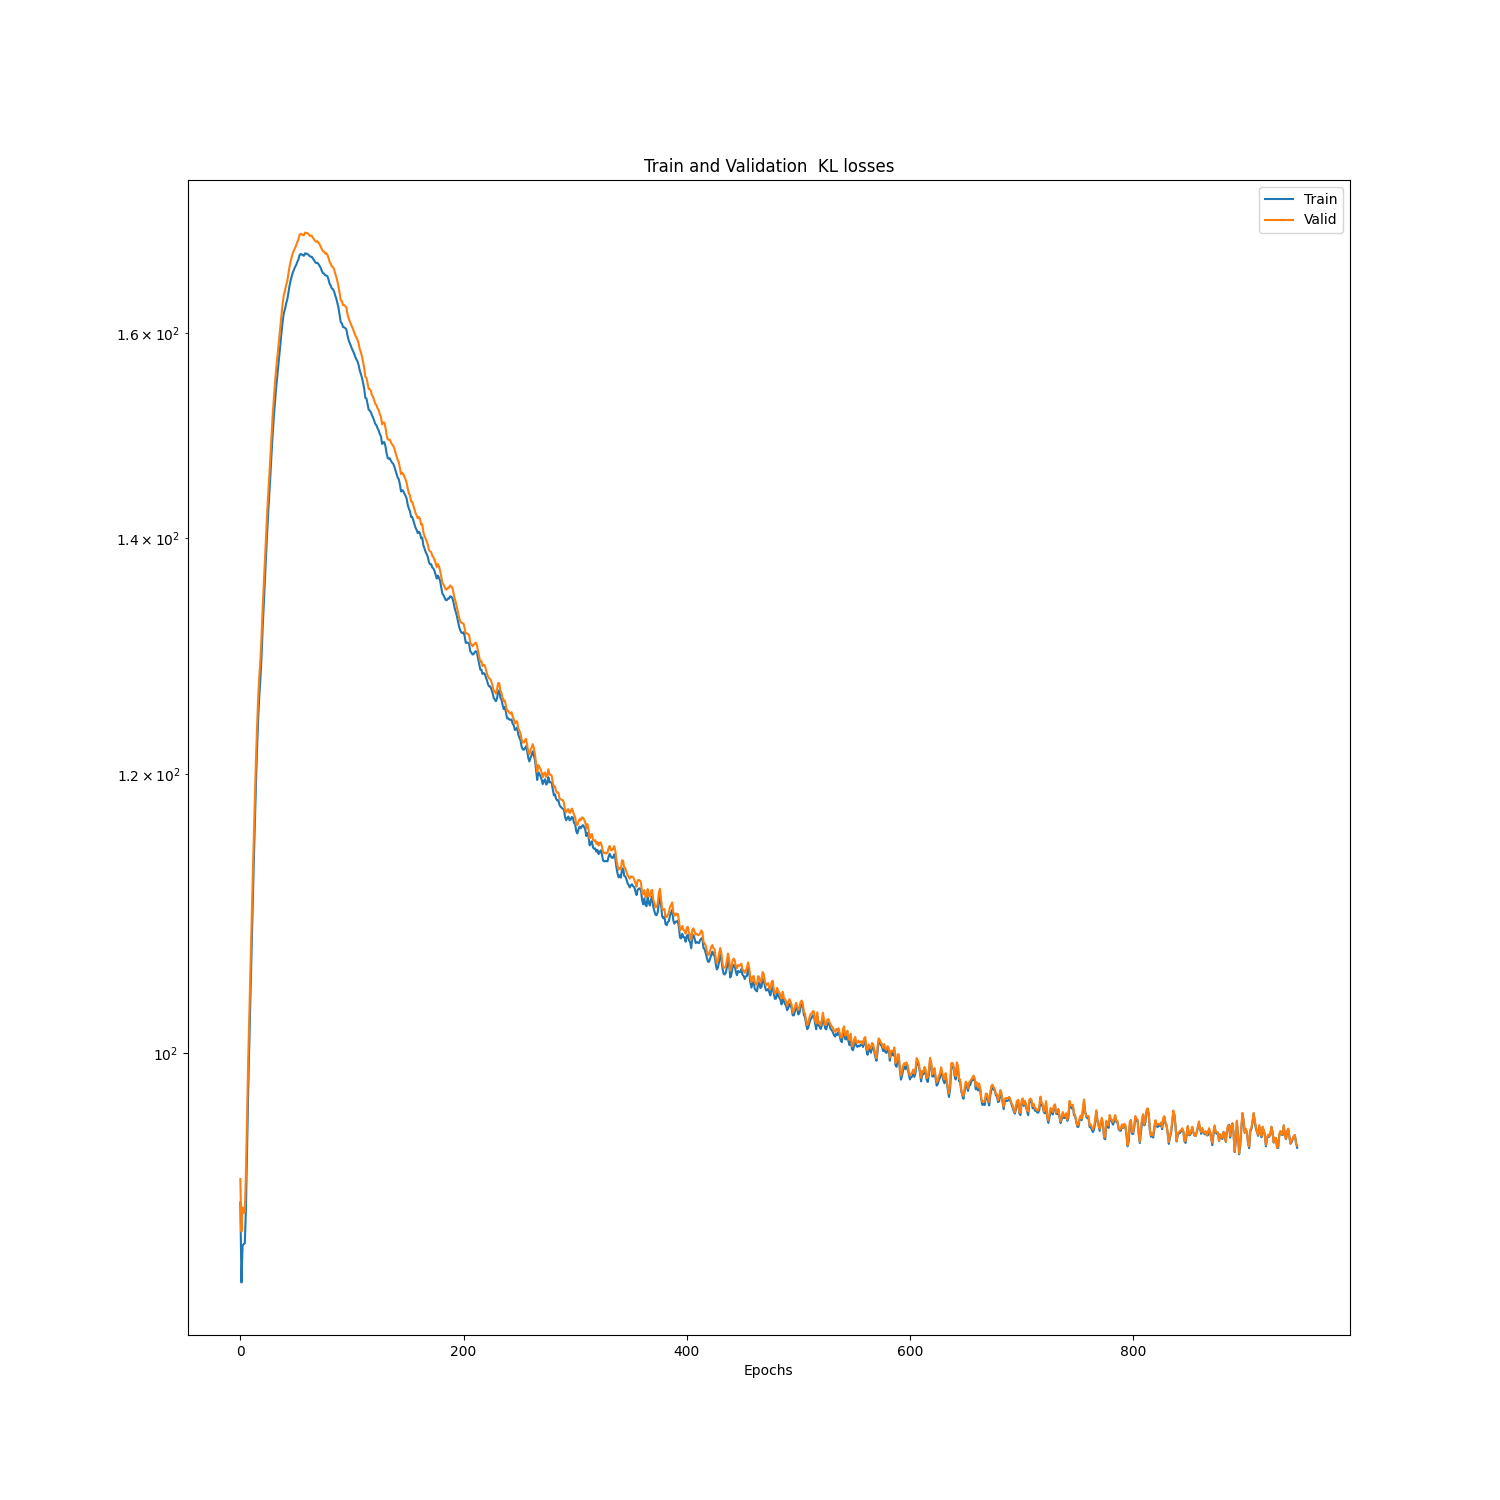 Train and Validation  KL losses
Train
Valid
1.6 × 10²
1.4 × 10²
1.2 × 10²
10²
0 200 400 600 800
Epochs